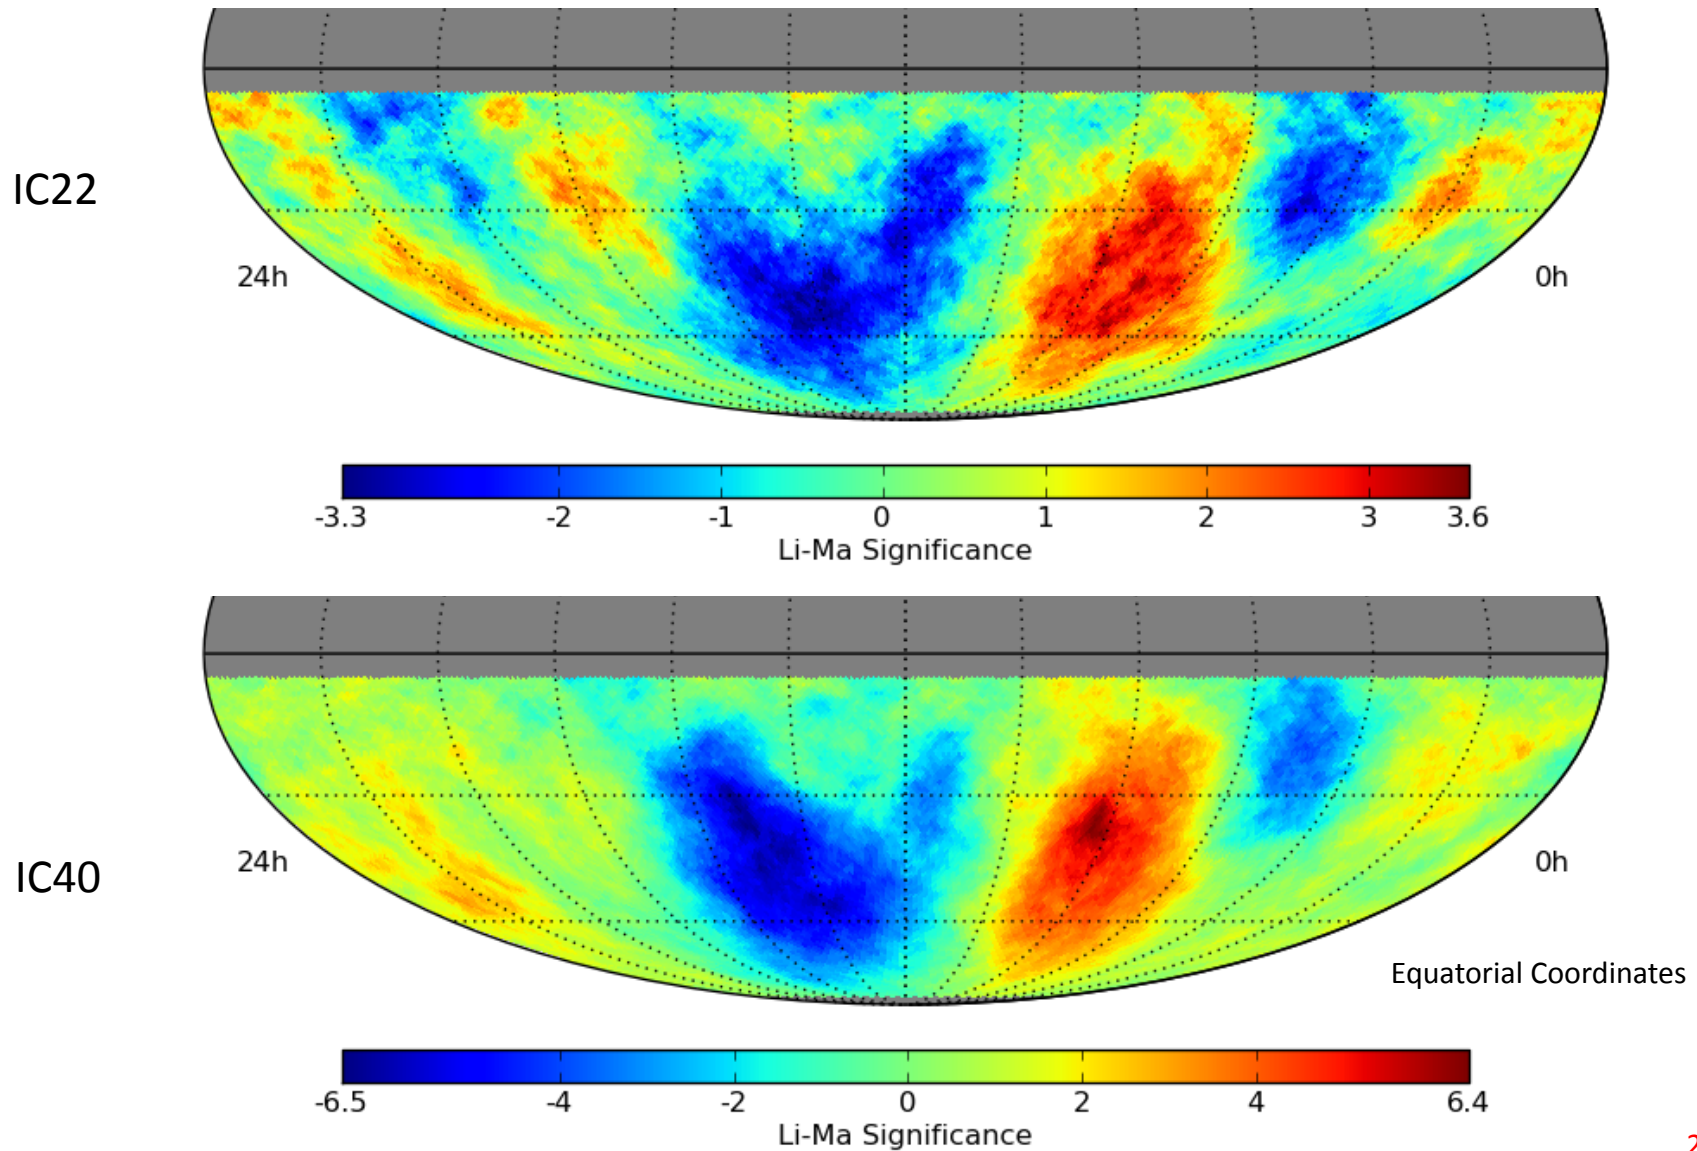 IC22
24h
0h
-3.3 -2 -1 0 1 2 3 3.6
Li-Ma Significance
IC40
24h
0h
Equatorial Coordinates
-6.5 -4 -2 0 2 4 6.4
Li-Ma Significance
2